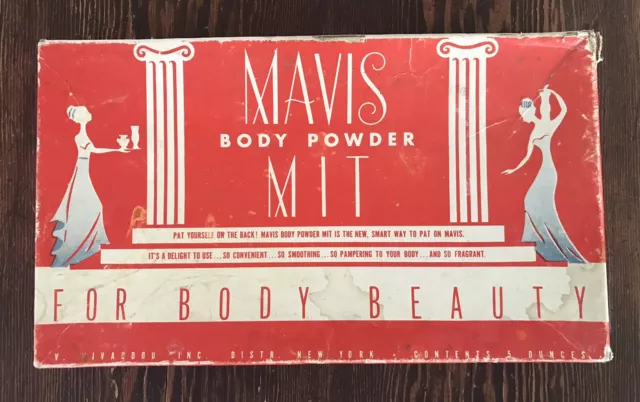 MAVIS
BODY POWDER
MIT
PAT YOURSELF ON THE BACK! MAVIS BODY POWDER MIT IS THE NEW, SMART WAY TO PAT ON MAVIS.
IT'S A DELIGHT TO USE...SO CONVENIENT...SO SMOOTHING...SO PAMPERING TO YOUR BODY...AND SO FRAGRANT.
FOR BODY BEAUTY
V. VIVAUDOU INC. DISTR. NEW YORK - CONTENTS 5 OUNCES